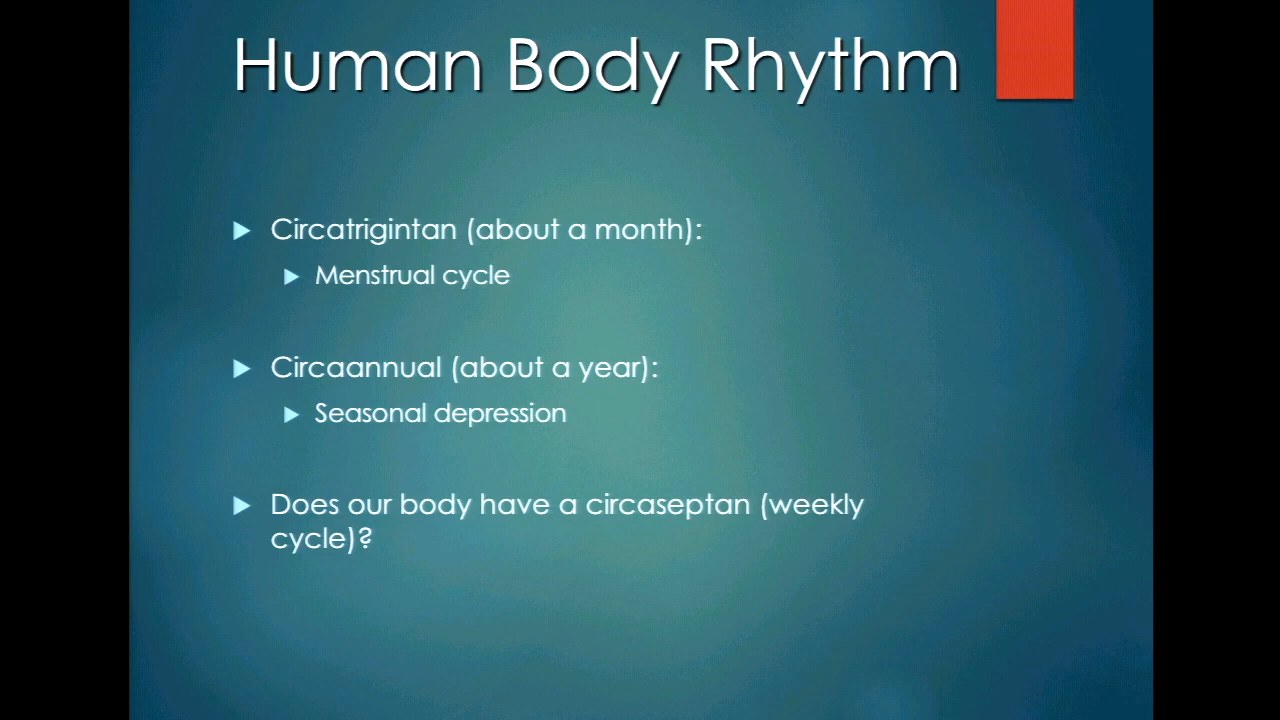 Human Body Rhythm
Circatrigintan (about a month):
Menstrual cycle
Circaannual (about a year):
Seasonal depression
Does our body have a circaseptan (weekly
cycle)?